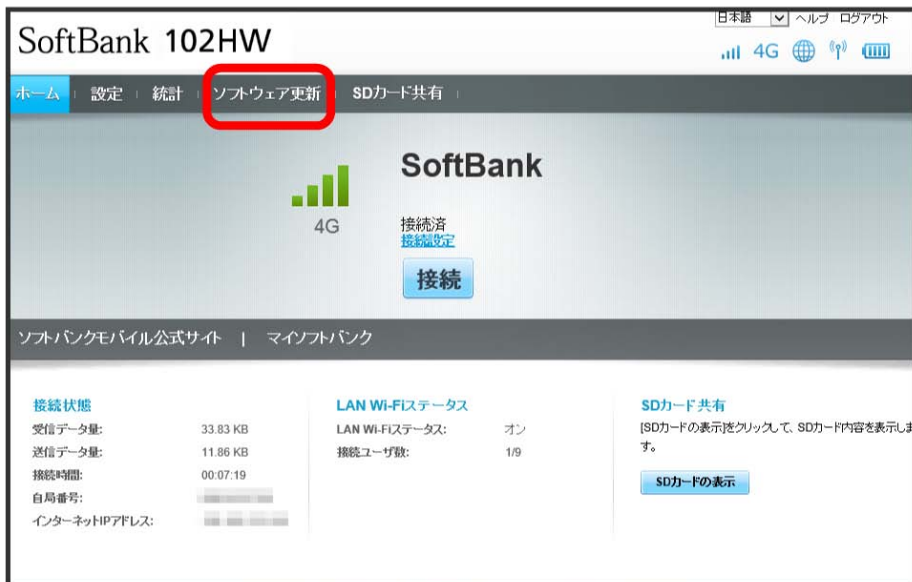 日本語 ヘルプ ログアウト
SoftBank 102HW
4G
ホーム 設定 統計 ソフトウェア更新 SDカード共有
SoftBank
4G
接続済
接続設定
接続
ソフトバンクモバイル公式サイト | マイソフトバンク
接続状態
受信データ量: 33.83 KB
送信データ量: 11.86 KB
接続時間: 00:07:19
自局番号:
インターネットIPアドレス:
LAN Wi-Fiステータス
LAN Wi-Fiステータス: オン
接続ユーザ数: 1/9
SDカード共有
[SDカードの表示]をクリックして、SDカード内容を表示しま
す。
SDカードの表示